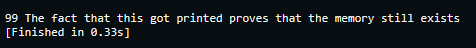 99 The fact that this got printed proves that the memory still exists
[Finished in 0.33s]